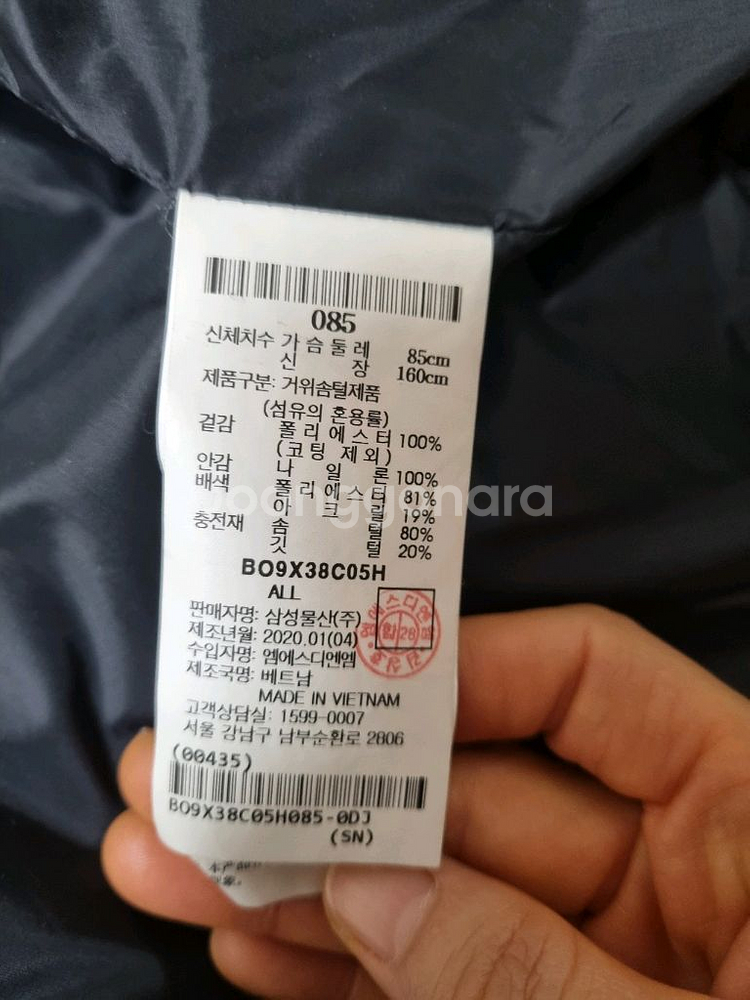 085
신체치수 가 슴 둘 레 85cm
신 장 160cm
제품구분: 거위솜털제품
(섬유의 혼용률)
겉감 폴 리 에 스 터 100%
(코 팅 제 외)
안감 나 일 론 100%
배색 폴 리 에 스 터 81%
아 크 릴 19%
충전재 솜 털 80%
깃 털 20%
BO9X38C05H
ALL
판매자명: 삼성물산(주)
제조년월: 2020.01(04)
수입자명: 엠에스디엔엠
제조국명: 베트남
MADE IN VIETNAM
고객상담실: 1599-0007
서울 강남구 남부순환로 2806
(00435)
BO9X38C05H085-0DJ
(SN)
joonggonara